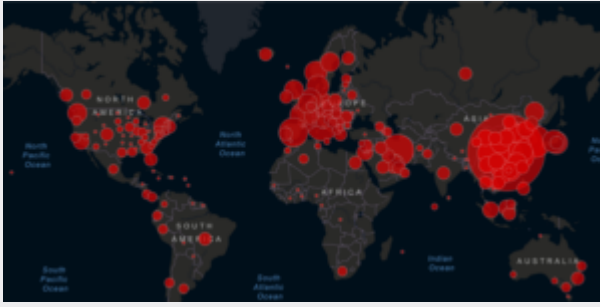 NORTH
AMERICA
EUROPE
ASIA
North
Pacific
Ocean
North
Atlantic
Ocean
AFRICA
SOUTH
AMERICA
Indian
Ocean
AUSTRALIA
South
Pacific
Ocean
South
Atlantic
Ocean